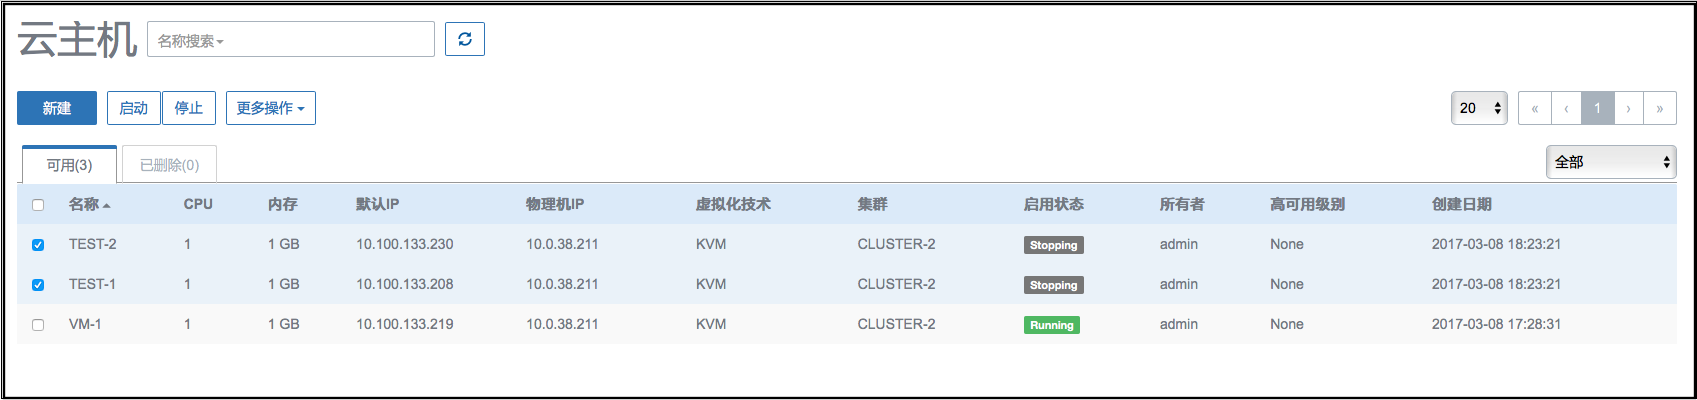 云主机 名称搜索
新建 启动 停止 更多操作 20 « ‹ 1 › »
可用(3) 已删除(0) 全部
名称 CPU 内存 默认IP 物理机IP 虚拟化技术 集群 启用状态 所有者 高可用级别 创建日期
TEST-2 1 1 GB 10.100.133.230 10.0.38.211 KVM CLUSTER-2 Stopping admin None 2017-03-08 18:23:21
TEST-1 1 1 GB 10.100.133.208 10.0.38.211 KVM CLUSTER-2 Stopping admin None 2017-03-08 18:23:21
VM-1 1 1 GB 10.100.133.219 10.0.38.211 KVM CLUSTER-2 Running admin None 2017-03-08 17:28:31